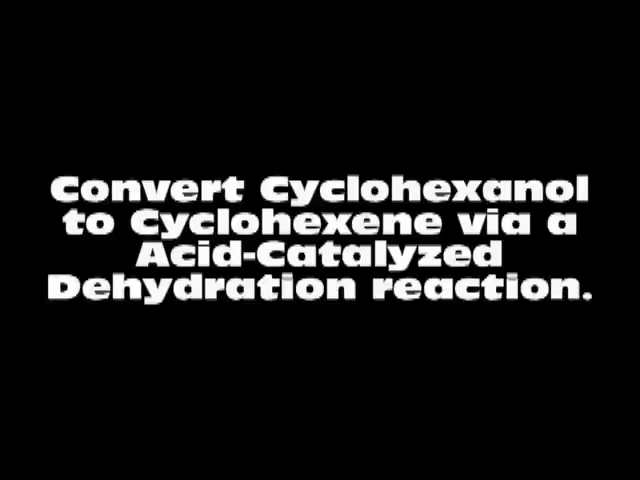 Convert Cyclohexanol
to Cyclohexene via a
Acid-Catalyzed
Dehydration reaction.